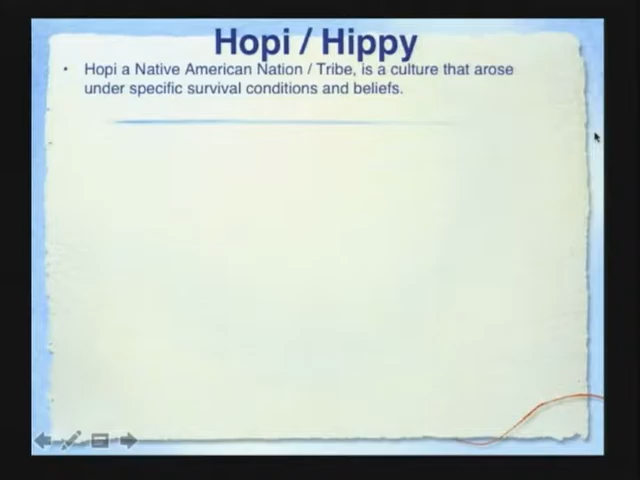 Hopi / Hippy
• Hopi a Native American Nation / Tribe, is a culture that arose
under specific survival conditions and beliefs.